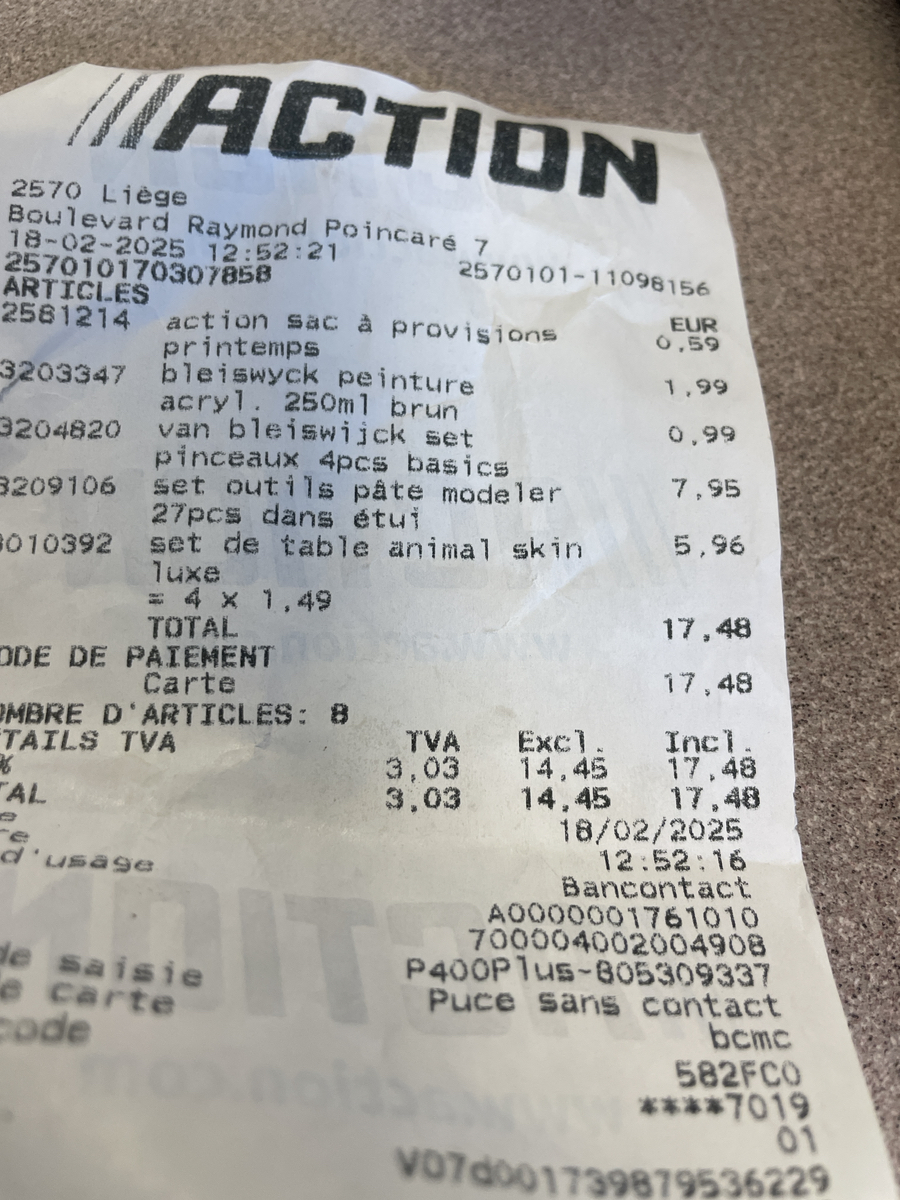 ACTION
2570 Liège
Boulevard Raymond Poincaré 7
18-02-2025 12:52:21
257010170307858 2570101-11098156
ARTICLES EUR
2581214 action sac à provisions 0,59
printemps
3203347 bleiswyck peinture 1,99
acryl. 250ml brun
3204820 van bleiswijck set 0,99
pinceaux 4pcs basics
3209106 set outils pâte modeler 7,95
27pcs dans étui
3010392 set de table animal skin 5,96
luxe
= 4 x 1,49
TOTAL 17,48
ODE DE PAIEMENT
Carte 17,48
OMBRE D'ARTICLES: 8
TAILS TVA TVA Excl. Incl.
% 3,03 14,45 17,48
TAL 3,03 14,45 17,48
e 18/02/2025
re 12:52:16
d'usage Bancontact
A0000001761010
700004002004908
de saisie P400Plus-805309337
e carte Puce sans contact
code bcmc
582FC0
****7019
01
V07d001739879536229